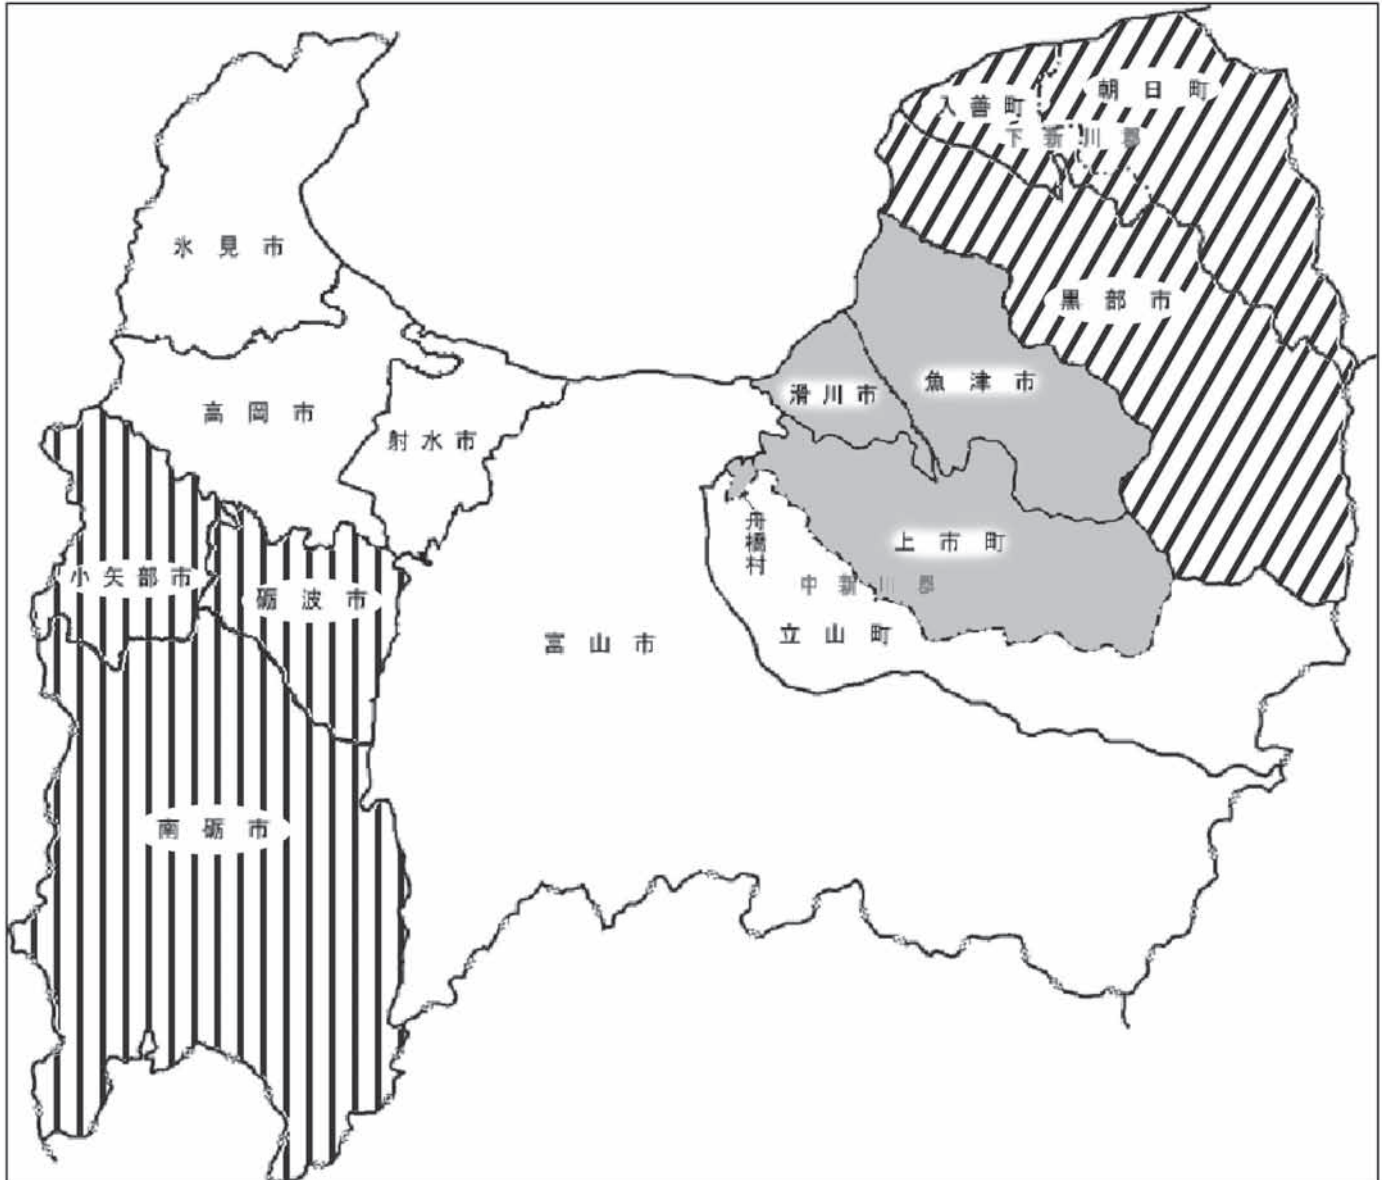 入善町
朝日町
下新川郡
氷見市
黒部市
魚津市
滑川市
高岡市
射水市
舟橋村
上市町
小矢部市
砺波市
中新川郡
立山町
富山市
南砺市